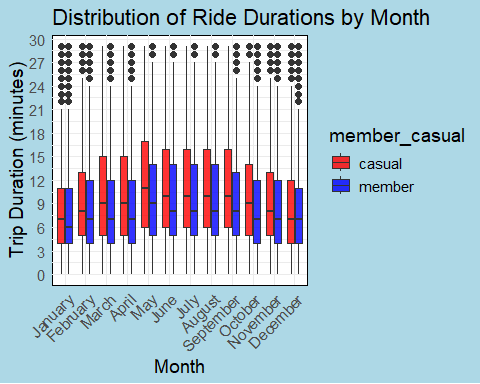 Distribution of Ride Durations by Month
Trip Duration (minutes)
30
27
24
21
18
15
12
9
6
3
0
January
February
March
April
May
June
July
August
September
October
November
December
Month
member_casual
casual
member